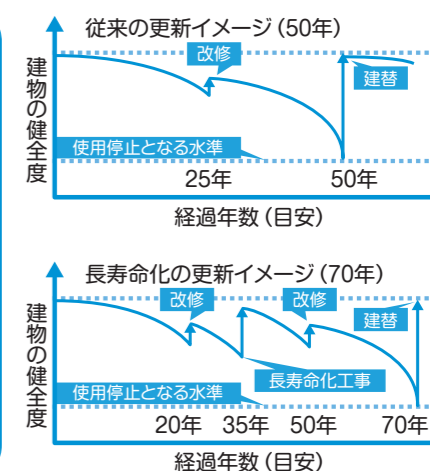 従来の更新イメージ（50年）
建物の健全度
改修
建替
使用停止となる水準
25年 50年
経過年数（目安）
長寿命化の更新イメージ（70年）
建物の健全度
改修 改修
建替
長寿命化工事
使用停止となる水準
20年 35年 50年 70年
経過年数（目安）